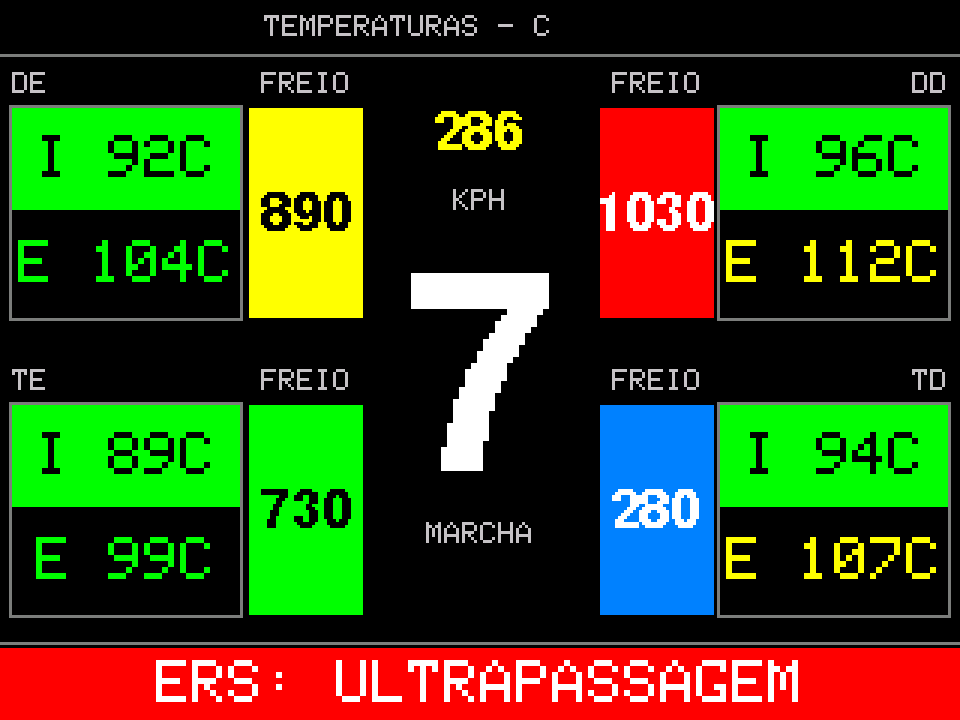 TEMPERATURAS - C
DE FREIO FREIO DD
I 92C 286 I 96C
890 KPH 1030
E 104C E 112C
7
TE FREIO FREIO TD
I 89C I 94C
730 280
MARCHA
E 99C E 107C
ERS: ULTRAPASSAGEM